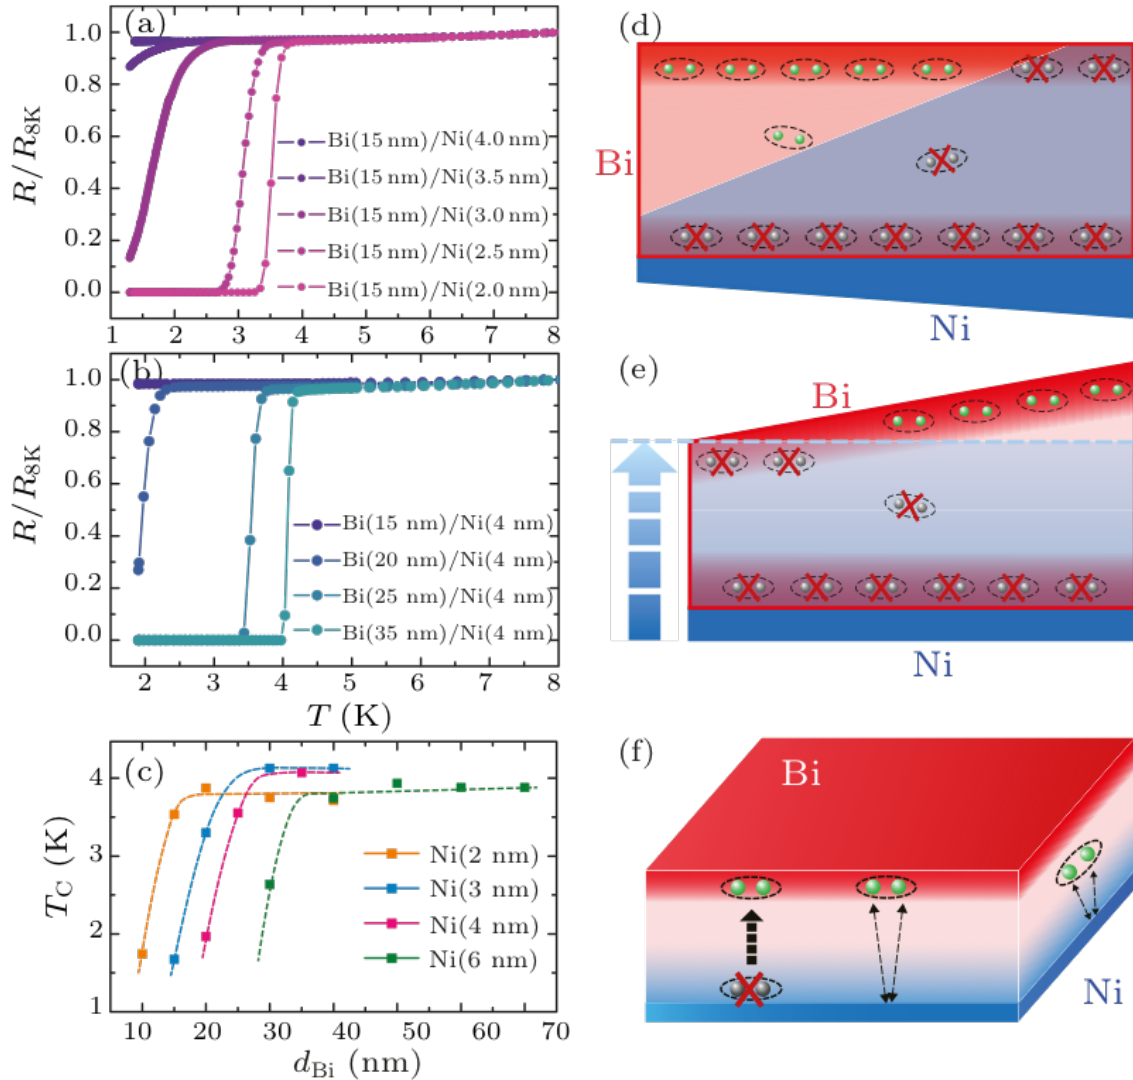 (a)
R/R8K
1.0
0.8
0.6
0.4
0.2
0.0
Bi(15 nm)/Ni(4.0 nm)
Bi(15 nm)/Ni(3.5 nm)
Bi(15 nm)/Ni(3.0 nm)
Bi(15 nm)/Ni(2.5 nm)
Bi(15 nm)/Ni(2.0 nm)
1 2 3 4 5 6 7 8
(b)
R/R8K
1.0
0.8
0.6
0.4
0.2
0.0
Bi(15 nm)/Ni(4 nm)
Bi(20 nm)/Ni(4 nm)
Bi(25 nm)/Ni(4 nm)
Bi(35 nm)/Ni(4 nm)
2 3 4 5 6 7 8
T (K)
(c)
TC (K)
4
3
2
1
Ni(2 nm)
Ni(3 nm)
Ni(4 nm)
Ni(6 nm)
10 20 30 40 50 60 70
dBi (nm)
(d)
Bi
Ni
(e)
Bi
Ni
(f)
Bi
Ni